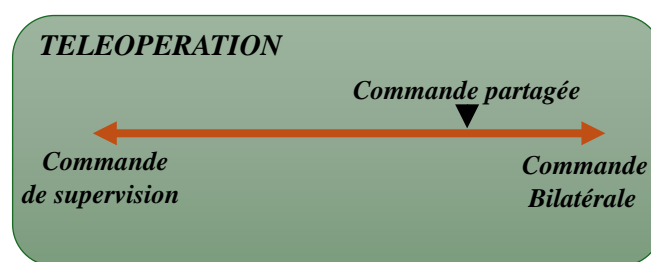 TELEOPERATION
Commande partagée
Commande
de supervision
Commande
Bilatérale